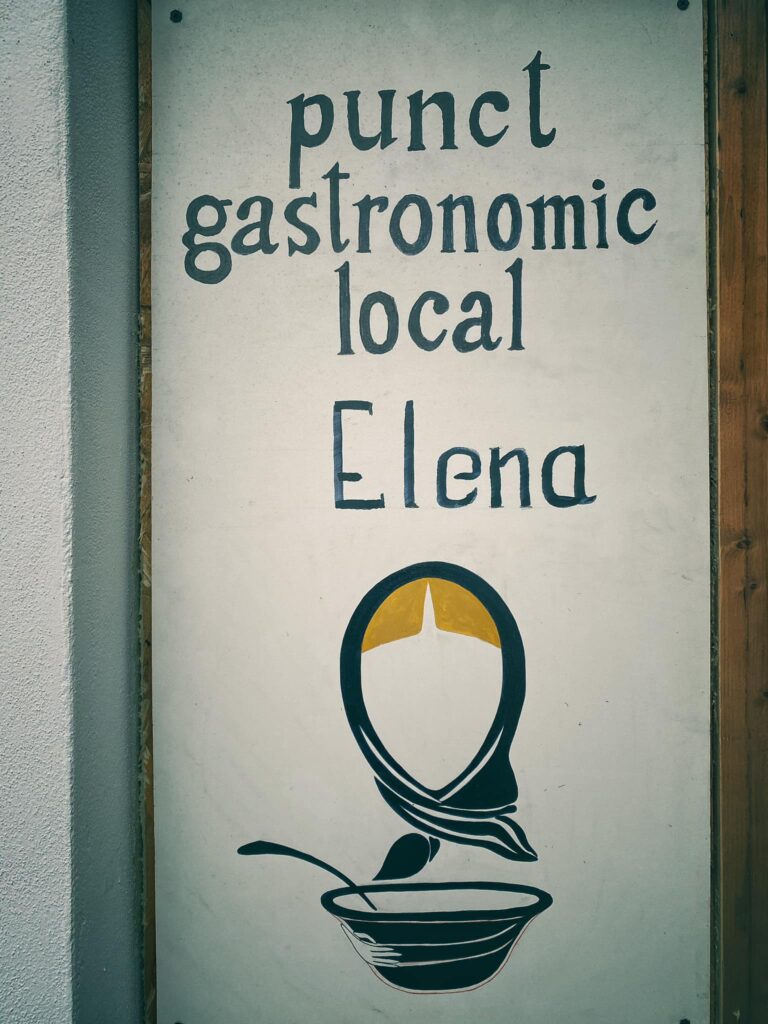 punct
gastronomic
local
Elena